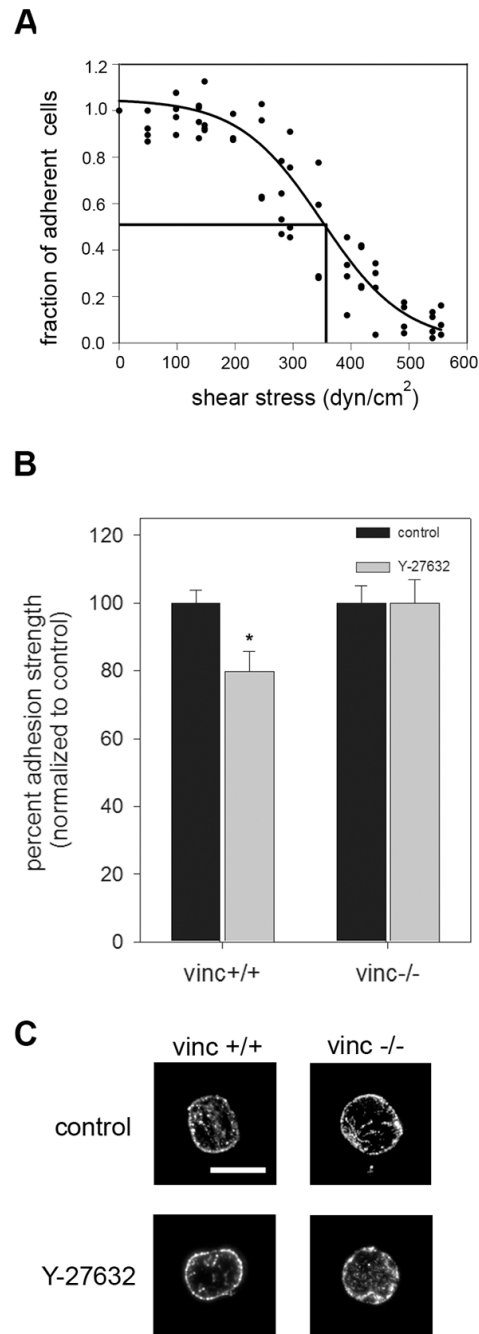 A
1.2
1.0
0.8
0.6
0.4
0.2
0.0
fraction of adherent cells
0 100 200 300 400 500 600
shear stress (dyn/cm²)
B
120
100
80
60
40
20
0
percent adhesion strength
(normalized to control)
control
Y-27632
*
vinc+/+ vinc-/-
C
vinc +/+ vinc -/-
control
Y-27632